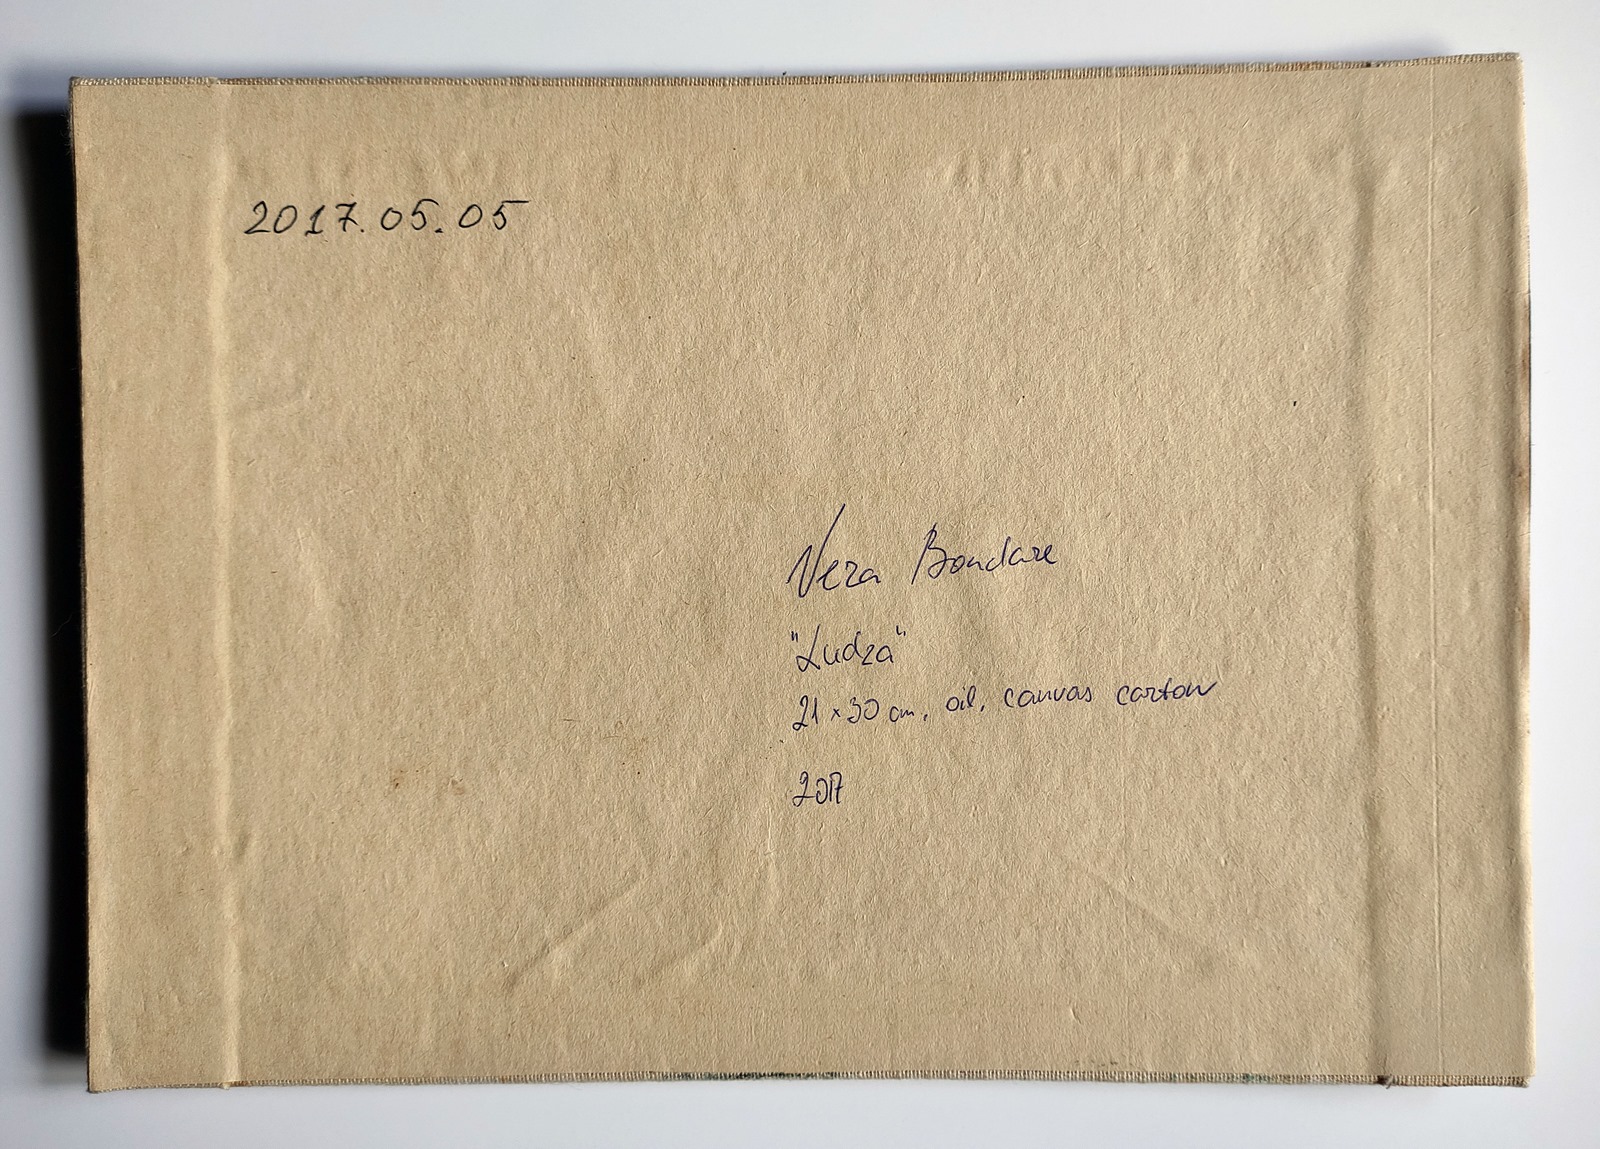 2017.05.05
Vera Bondare
"Ludza"
21 x 30 cm, oil, canvas carton
2017